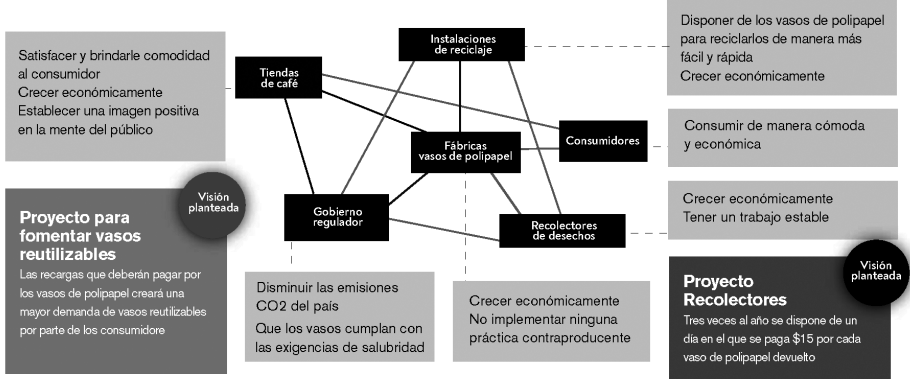 Disponer de los vasos de polipapel
para reciclarlos de manera más
fácil y rápida
Crecer económicamente
Instalaciones
de reciclaje
Satisfacer y brindarle comodidad
al consumidor
Crecer económicamente
Establecer una imagen positiva
en la mente del público
Tiendas
de café
Consumir de manera cómoda
y económica
Consumidores
Fábricas
vasos de polipapel
Crecer económicamente
Tener un trabajo estable
Visión
planteada
Proyecto para
fomentar vasos
reutilizables
Las recargas que deberán pagar por
los vasos de polipapel creará una
mayor demanda de vasos reutilizables
por parte de los consumidore
Gobierno
regulador
Recolectores
de desechos
Disminuir las emisiones
CO2 del país
Que los vasos cumplan con
las exigencias de salubridad
Crecer económicamente
No implementar ninguna
práctica contraproducente
Visión
planteada
Proyecto
Recolectores
Tres veces al año se dispone de un
día en el que se paga $15 por cada
vaso de polipapel devuelto